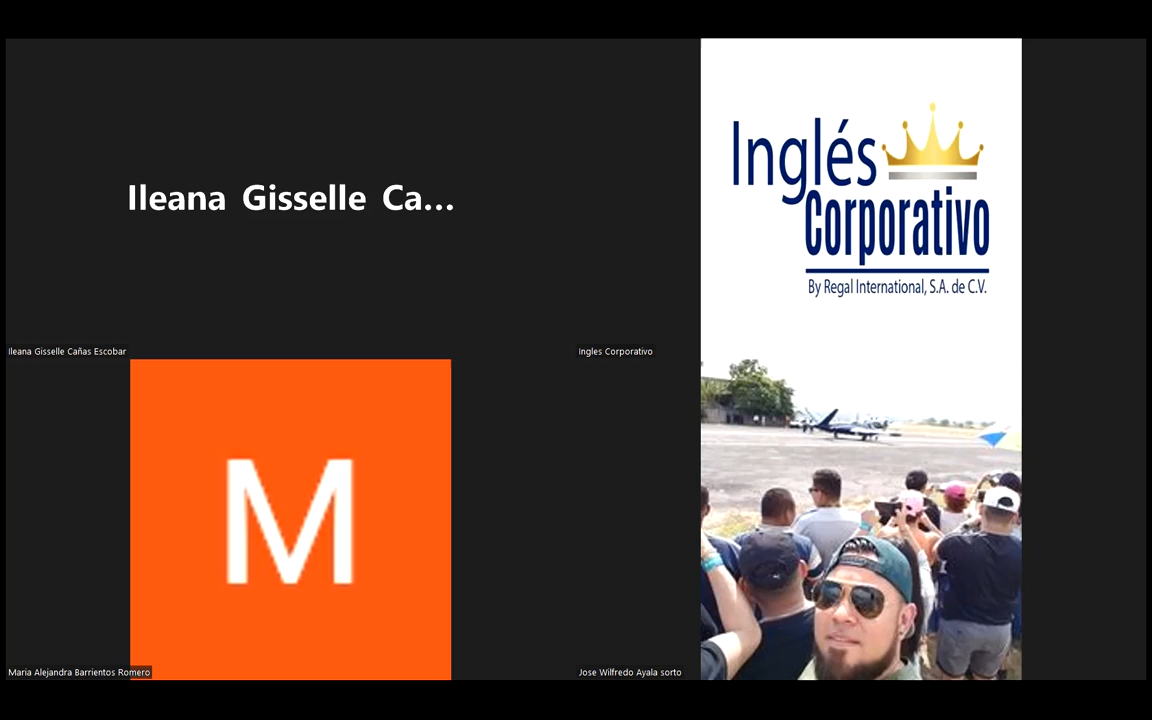 Ileana Gisselle Ca...
Inglés
Corporativo
By Regal International, S.A. de C.V.
Ileana Gisselle Cañas Escobar
Ingles Corporativo
M
Maria Alejandra Barrientos Romero
Jose Wilfredo Ayala sorto